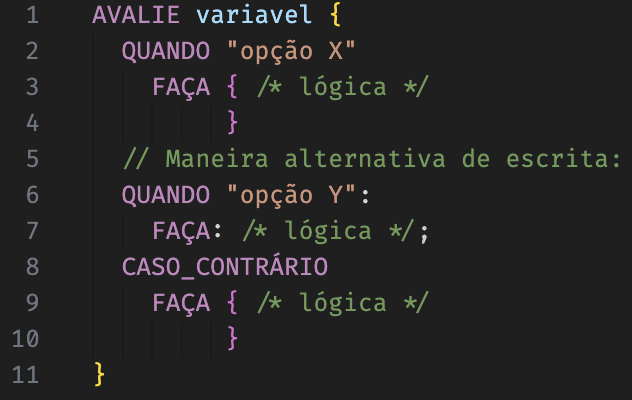 1 AVALIE variavel {
2 QUANDO "opção X"
3 FAÇA { /* lógica */
4 }
5 // Maneira alternativa de escrita:
6 QUANDO "opção Y":
7 FAÇA: /* lógica */;
8 CASO_CONTRÁRIO
9 FAÇA { /* lógica */
10 }
11 }